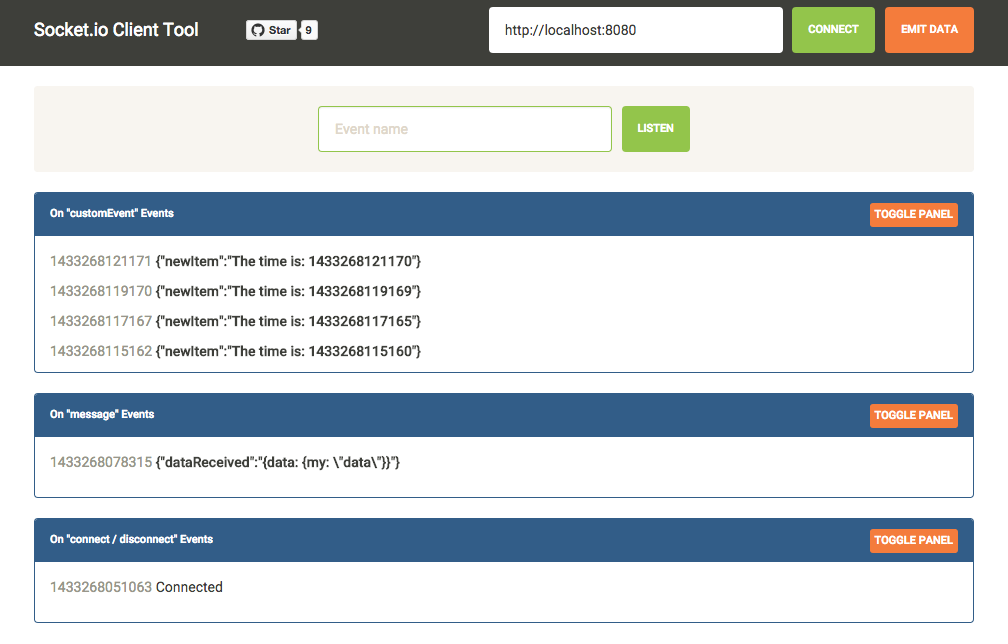 Socket.io Client Tool
Star 9
http://localhost:8080
CONNECT
EMIT DATA
Event name
LISTEN
On "customEvent" Events
TOGGLE PANEL
1433268121171 {"newItem":"The time is: 1433268121170"}
1433268119170 {"newItem":"The time is: 1433268119169"}
1433268117167 {"newItem":"The time is: 1433268117165"}
1433268115162 {"newItem":"The time is: 1433268115160"}
On "message" Events
TOGGLE PANEL
1433268078315 {"dataReceived":"{data: {my: \"data\"}}"}
On "connect / disconnect" Events
TOGGLE PANEL
1433268051063 Connected